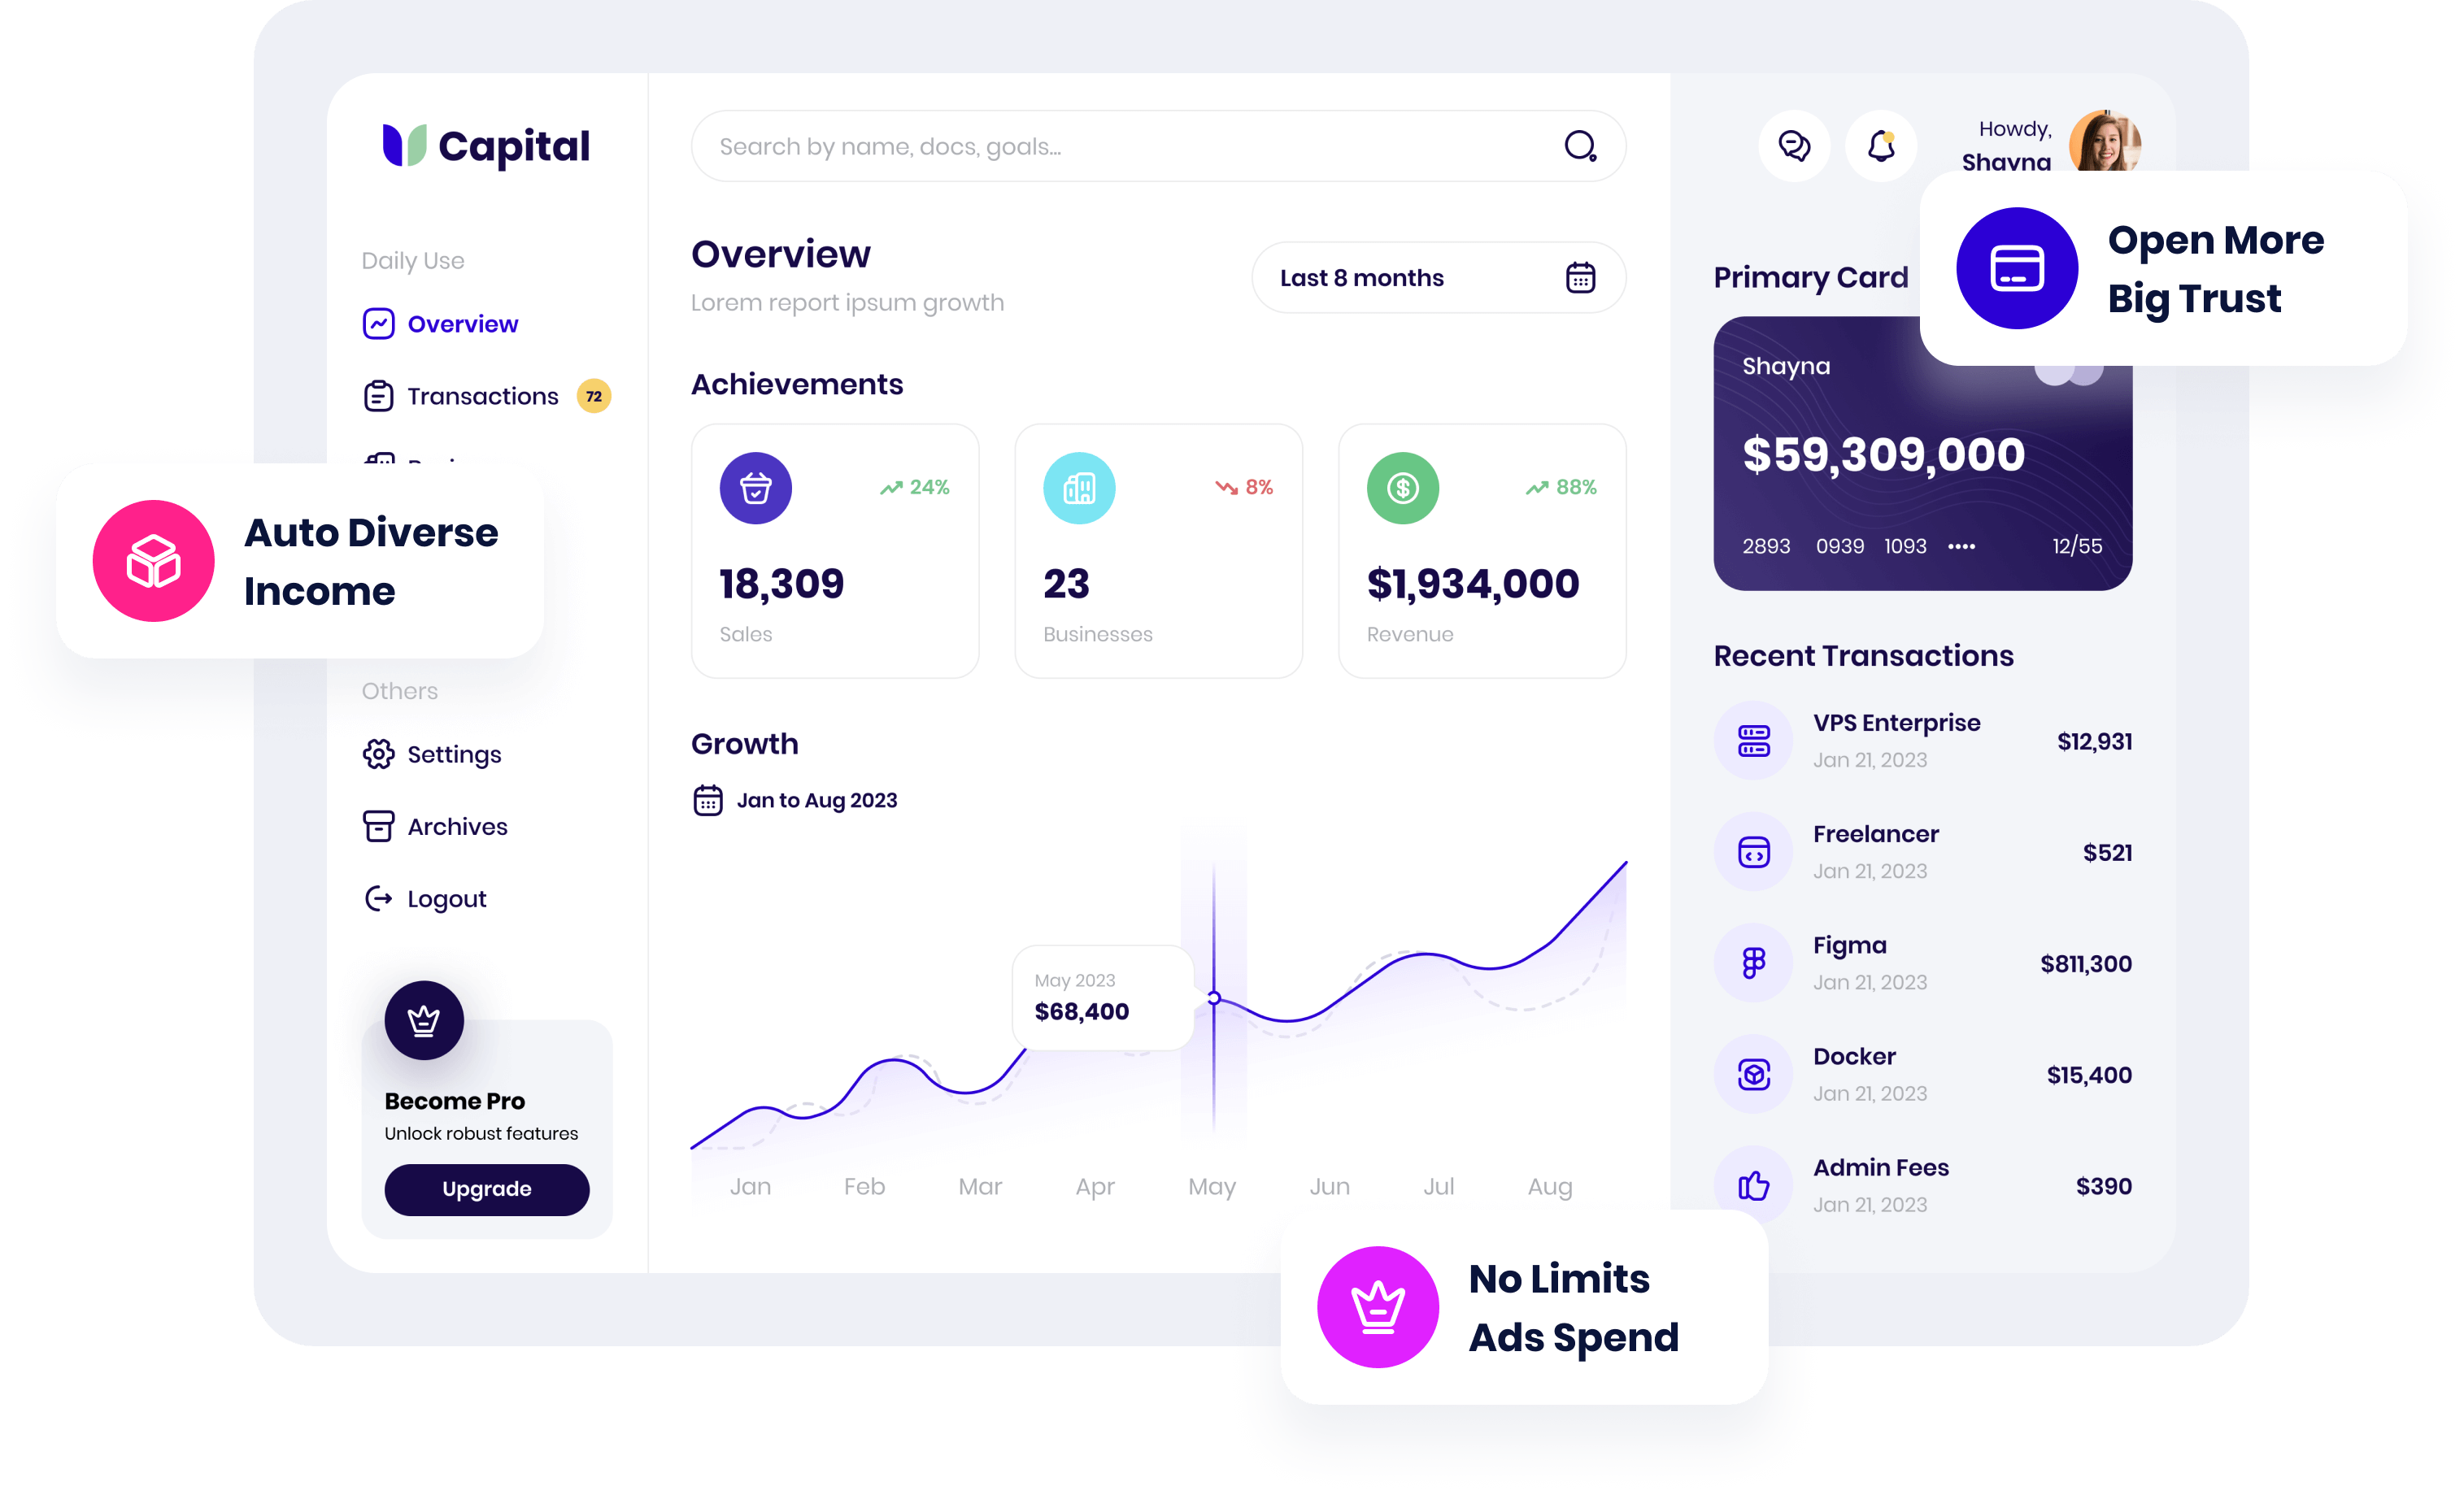 Capital
Daily Use
Overview
Transactions
72
Auto Diverse
Income
Others
Settings
Archives
Logout
Become Pro
Unlock robust features
Upgrade
Search by name, docs, goals...
Overview
Lorem report ipsum growth
Last 8 months
Achievements
24%
18,309
Sales
8%
23
Businesses
88%
$1,934,000
Revenue
Growth
Jan to Aug 2023
May 2023
$68,400
Jan Feb Mar Apr May Jun Jul Aug
Howdy,
Shayna
Open More
Big Trust
Primary Card
Shayna
$59,309,000
2893 0939 1093 •••• 12/55
Recent Transactions
VPS Enterprise
Jan 21, 2023
$12,931
Freelancer
Jan 21, 2023
$521
Figma
Jan 21, 2023
$811,300
Docker
Jan 21, 2023
$15,400
Admin Fees
Jan 21, 2023
$390
No Limits
Ads Spend